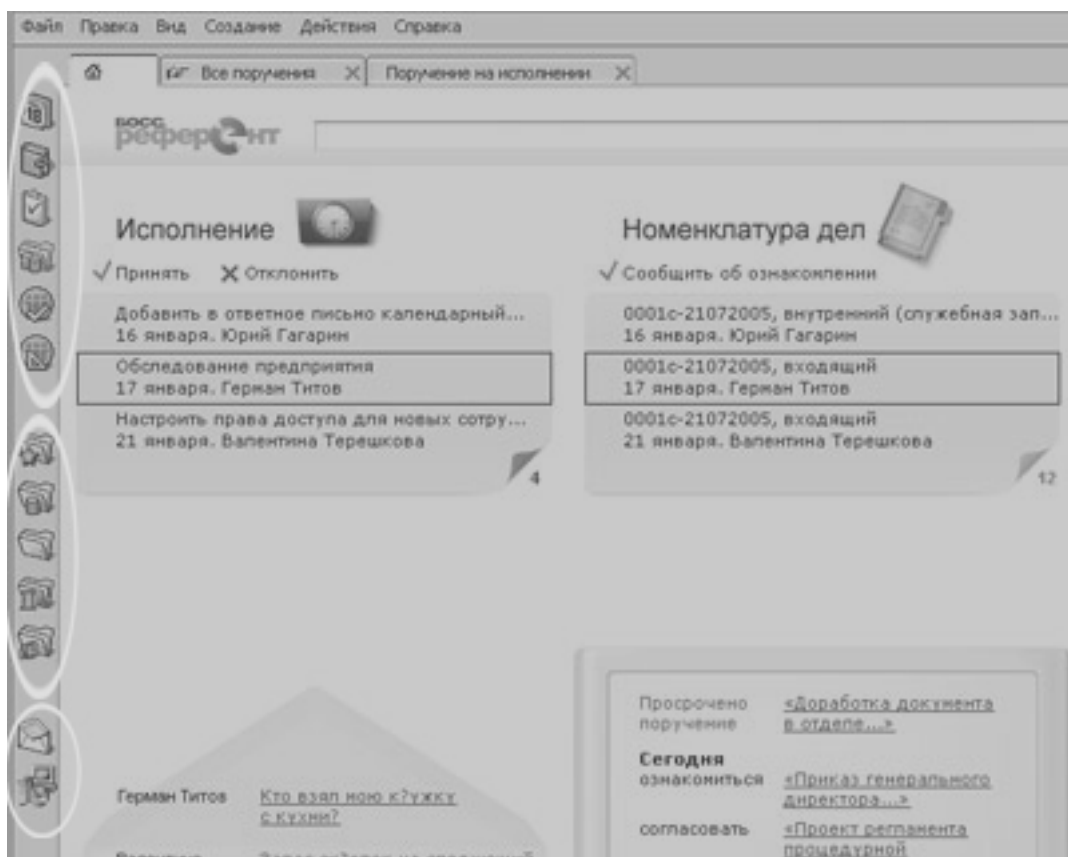 Файл Правка Вид Создание Действия Справка
Все поручения Поручение на исполнении
БОСС
референт
Исполнение
Принять Отклонить
Добавить в ответное письмо календарный...
16 января. Юрий Гагарин
Обследование предприятия
17 января. Герман Титов
Настроить права доступа для новых сотру...
21 января. Валентина Терешкова
4
Номенклатура дел
Сообщить об ознакомлении
0001с-21072005, внутренний (служебная зап...
16 января. Юрий Гагарин
0001с-21072005, входящий
17 января. Герман Титов
0001с-21072005, входящий
21 января. Валентина Терешкова
12
18
Герман Титов Кто взял мою к?ужку
с кухни?
Просрочено «Доработка документа
поручение в отделе...»
Сегодня
ознакомиться «Приказ генерального
директора...»
согласовать «Проект регламента
процедурной